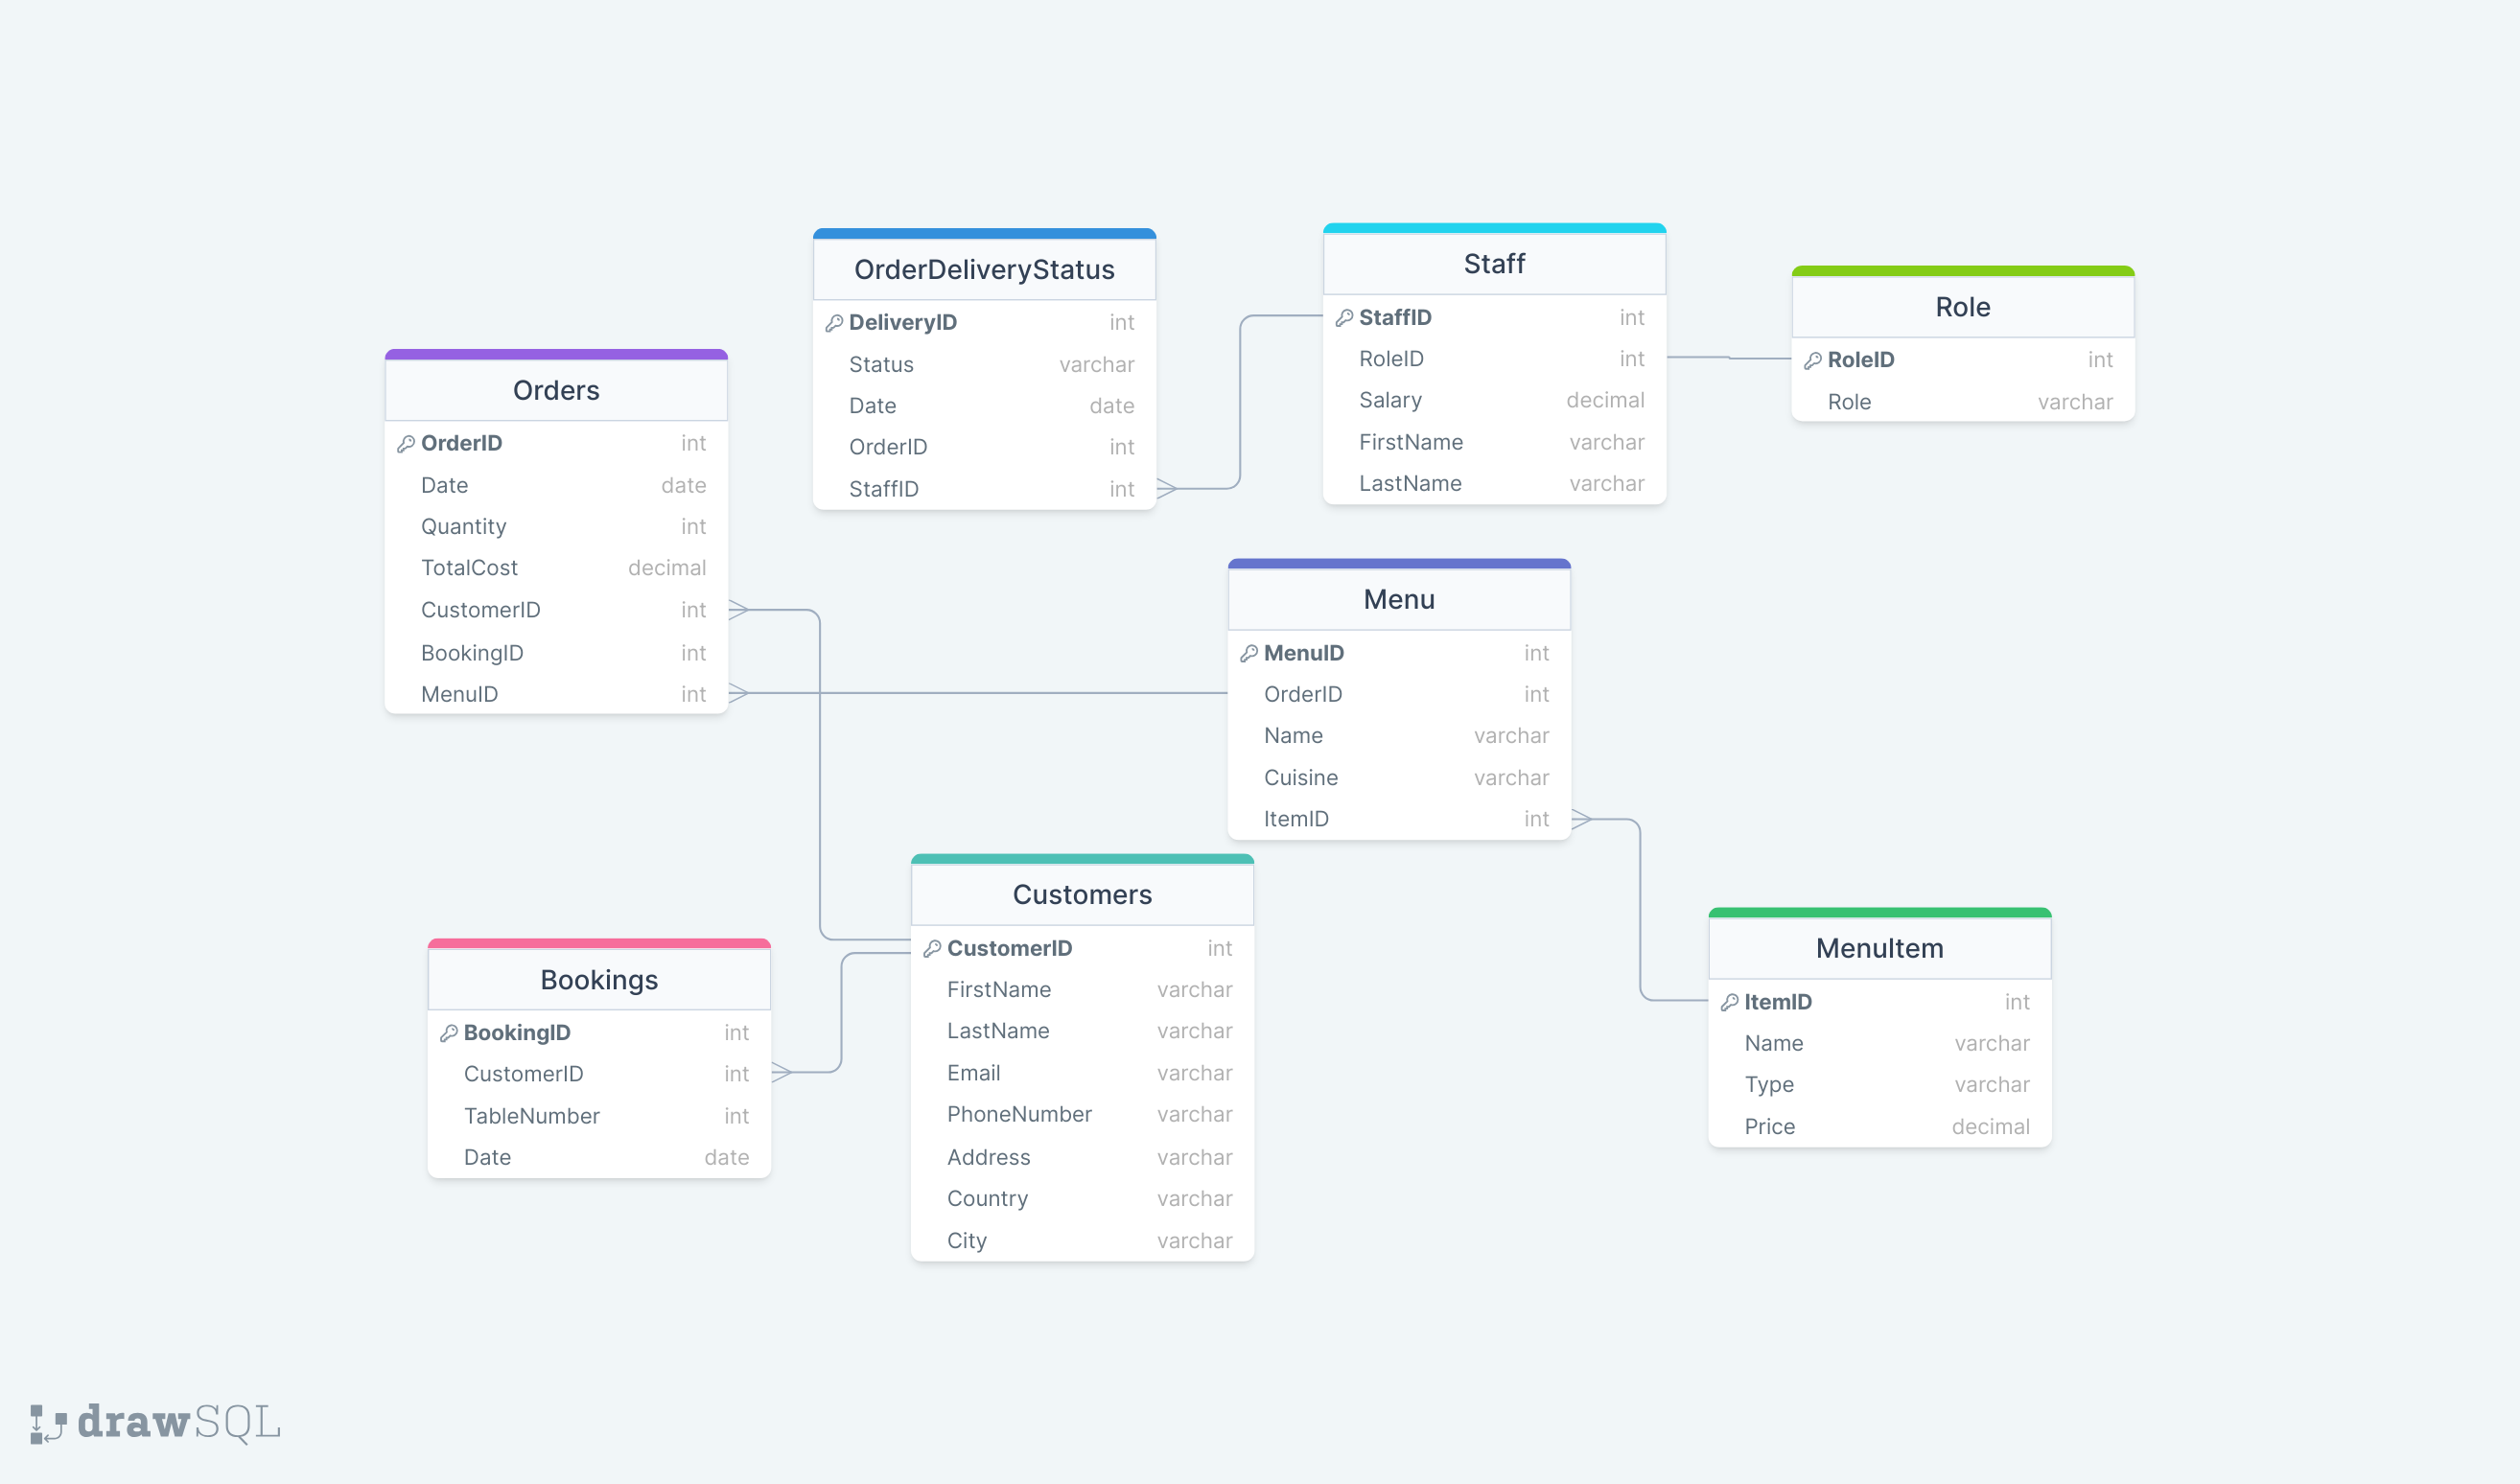 OrderDeliveryStatus
DeliveryID int
Status varchar
Date date
OrderID int
StaffID int
Staff
StaffID int
RoleID int
Salary decimal
FirstName varchar
LastName varchar
Role
RoleID int
Role varchar
Orders
OrderID int
Date date
Quantity int
TotalCost decimal
CustomerID int
BookingID int
MenuID int
Menu
MenuID int
OrderID int
Name varchar
Cuisine varchar
ItemID int
Customers
CustomerID int
FirstName varchar
LastName varchar
Email varchar
PhoneNumber varchar
Address varchar
Country varchar
City varchar
Bookings
BookingID int
CustomerID int
TableNumber int
Date date
MenuItem
ItemID int
Name varchar
Type varchar
Price decimal
drawSQL